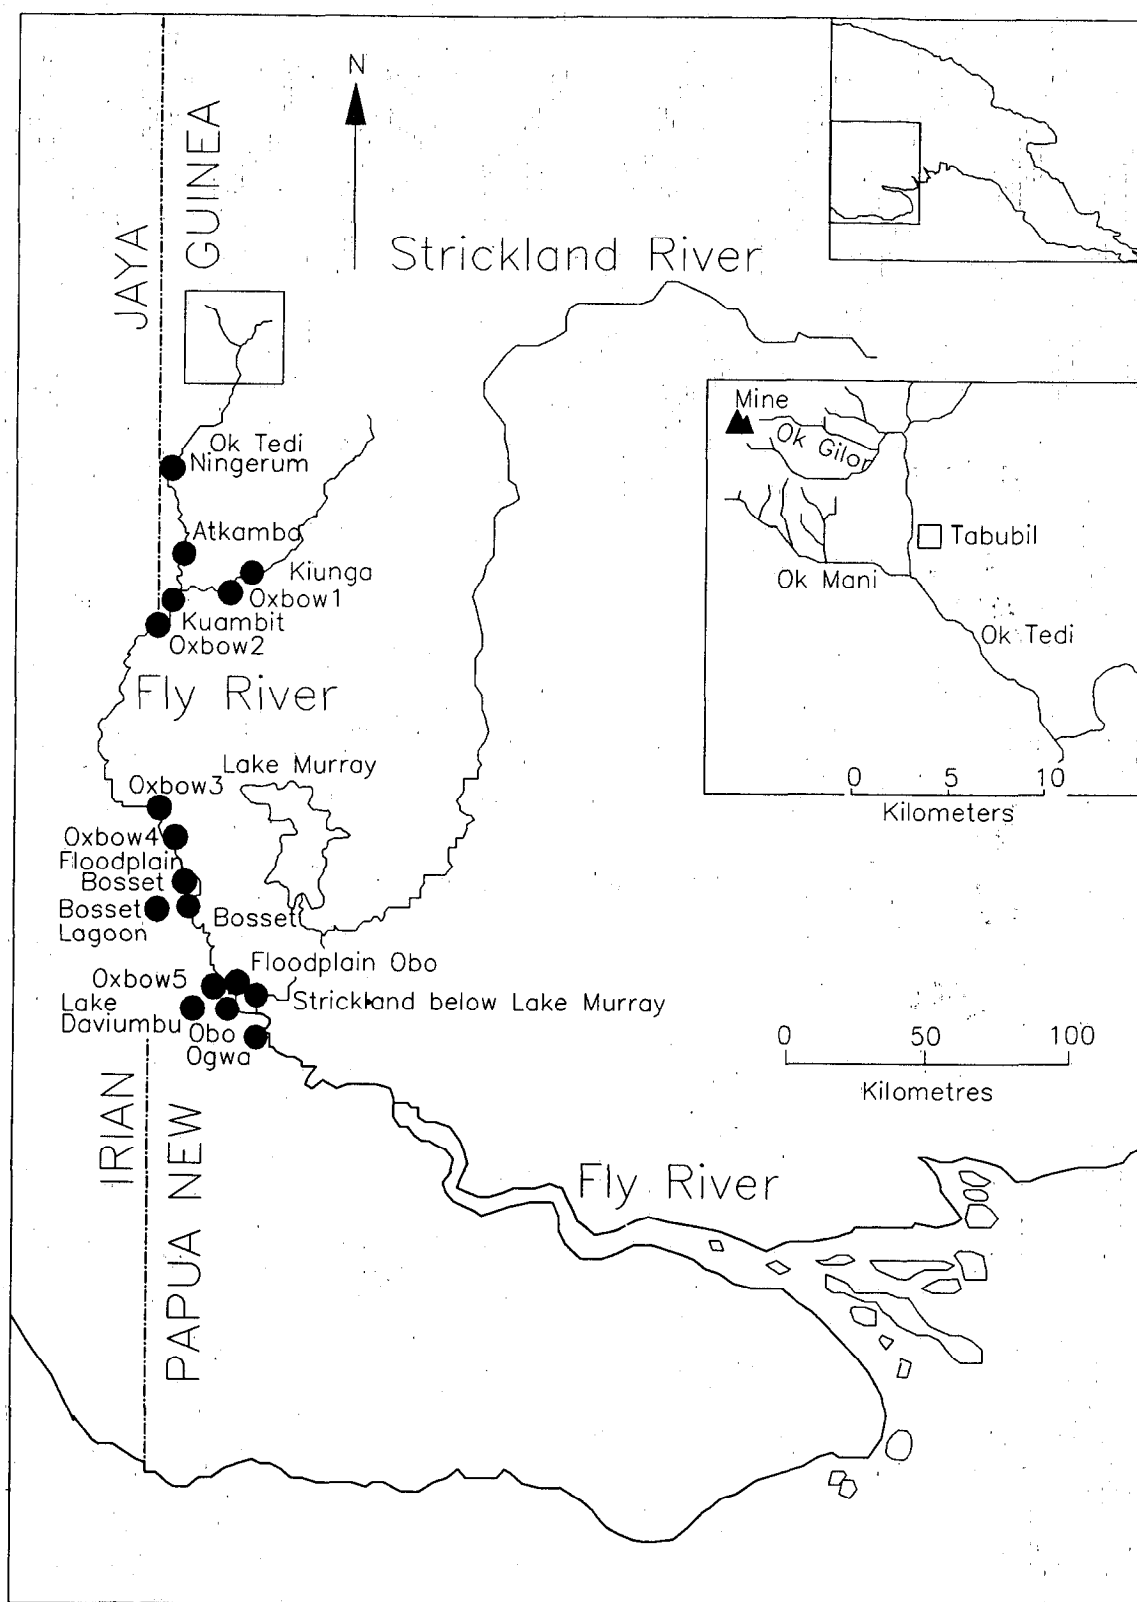 N
JAYA
GUINEA
Strickland River
Mine
Ok Gilor
Tabubil
Ok Mani
Ok Tedi
0 5 10
Kilometers
Ok Tedi
Ningerum
Atkamba
Kiunga
Oxbow1
Kuambit
Oxbow2
Fly River
Lake Murray
Oxbow3
Oxbow4
Floodplain
Bosset
Bosset
Lagoon
Bosset
Floodplain Obo
Oxbow5
Strickland below Lake Murray
Lake
Daviumbu
Obo
Ogwa
0 50 100
Kilometres
IRIAN
PAPUA NEW
Fly River